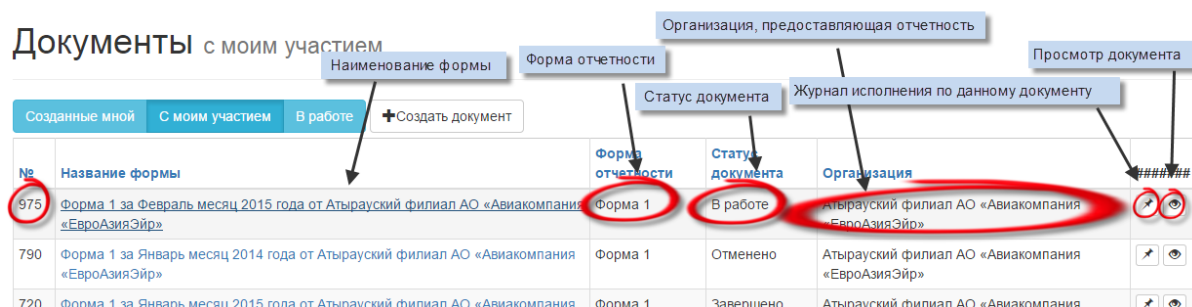 Организация, предоставляющая отчетность
Документы с моим участием
Наименование формы
Форма отчетности
Просмотр документа
Статус документа
Журнал исполнения по данному документу
Созданные мной
С моим участием
В работе
+Создать документ
№
Название формы
Форма отчетности
Статус документа
Организация
#######
975
Форма 1 за Февраль месяц 2015 года от Атырауский филиал АО «Авиакомпания
«ЕвроАзияЭйр»
Форма 1
В работе
Атырауский филиал АО «Авиакомпания
«ЕвроАзияЭйр»
790
Форма 1 за Январь месяц 2014 года от Атырауский филиал АО «Авиакомпания
«ЕвроАзияЭйр»
Форма 1
Отменено
Атырауский филиал АО «Авиакомпания
«ЕвроАзияЭйр»
720
Форма 1 за Январь месяц 2015 года от Атырауский филиал АО «Авиакомпания
Форма 1
Завершено
Атырауский филиал АО «Авиакомпания